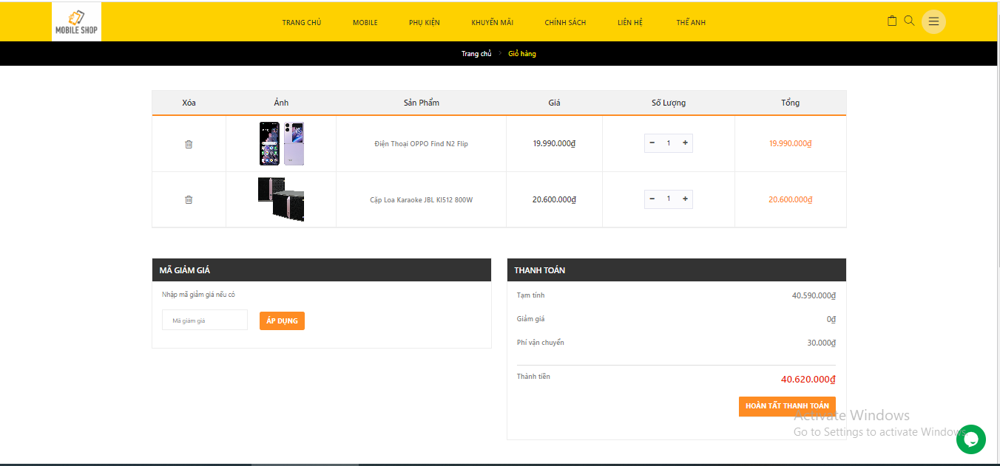 MOBILE SHOP
TRANG CHỦ MOBILE PHỤ KIỆN KHUYẾN MÃI CHÍNH SÁCH LIÊN HỆ THẾ ANH
Trang chủ > Giỏ hàng
Xóa Ảnh Sản Phẩm Giá Số Lượng Tổng
Điện Thoại OPPO Find N2 Flip 19.990.000₫ − 1 + 19.990.000₫
Cặp Loa Karaoke JBL KI512 800W 20.600.000₫ − 1 + 20.600.000₫
MÃ GIẢM GIÁ
Nhập mã giảm giá nếu có
Mã giảm giá ÁP DỤNG
THANH TOÁN
Tạm tính 40.590.000₫
Giảm giá 0₫
Phí vận chuyển 30.000₫
Thành tiền 40.620.000₫
HOÀN TẤT THANH TOÁN
Activate Windows
Go to Settings to activate Windows.